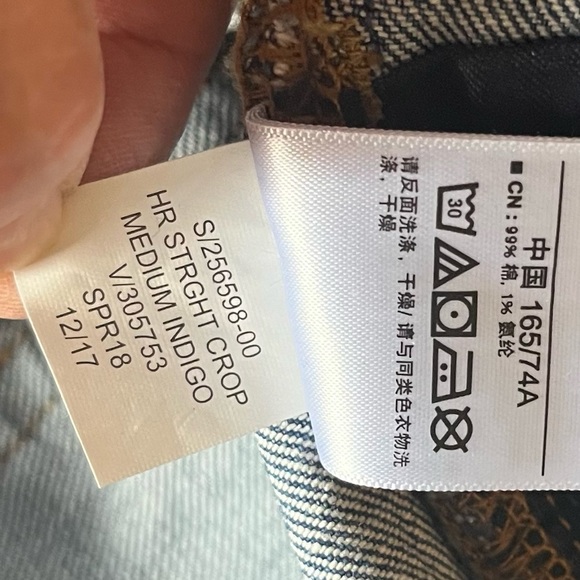 S/256598-00
HR STRGHT CROP
MEDIUM INDIGO
V/305753
SPR18
12/17
中国 165/74A
■ CN : 99% 棉, 1% 氨纶
30
请反面洗涤, 干燥/ 请与同类色衣物洗
涤, 干燥